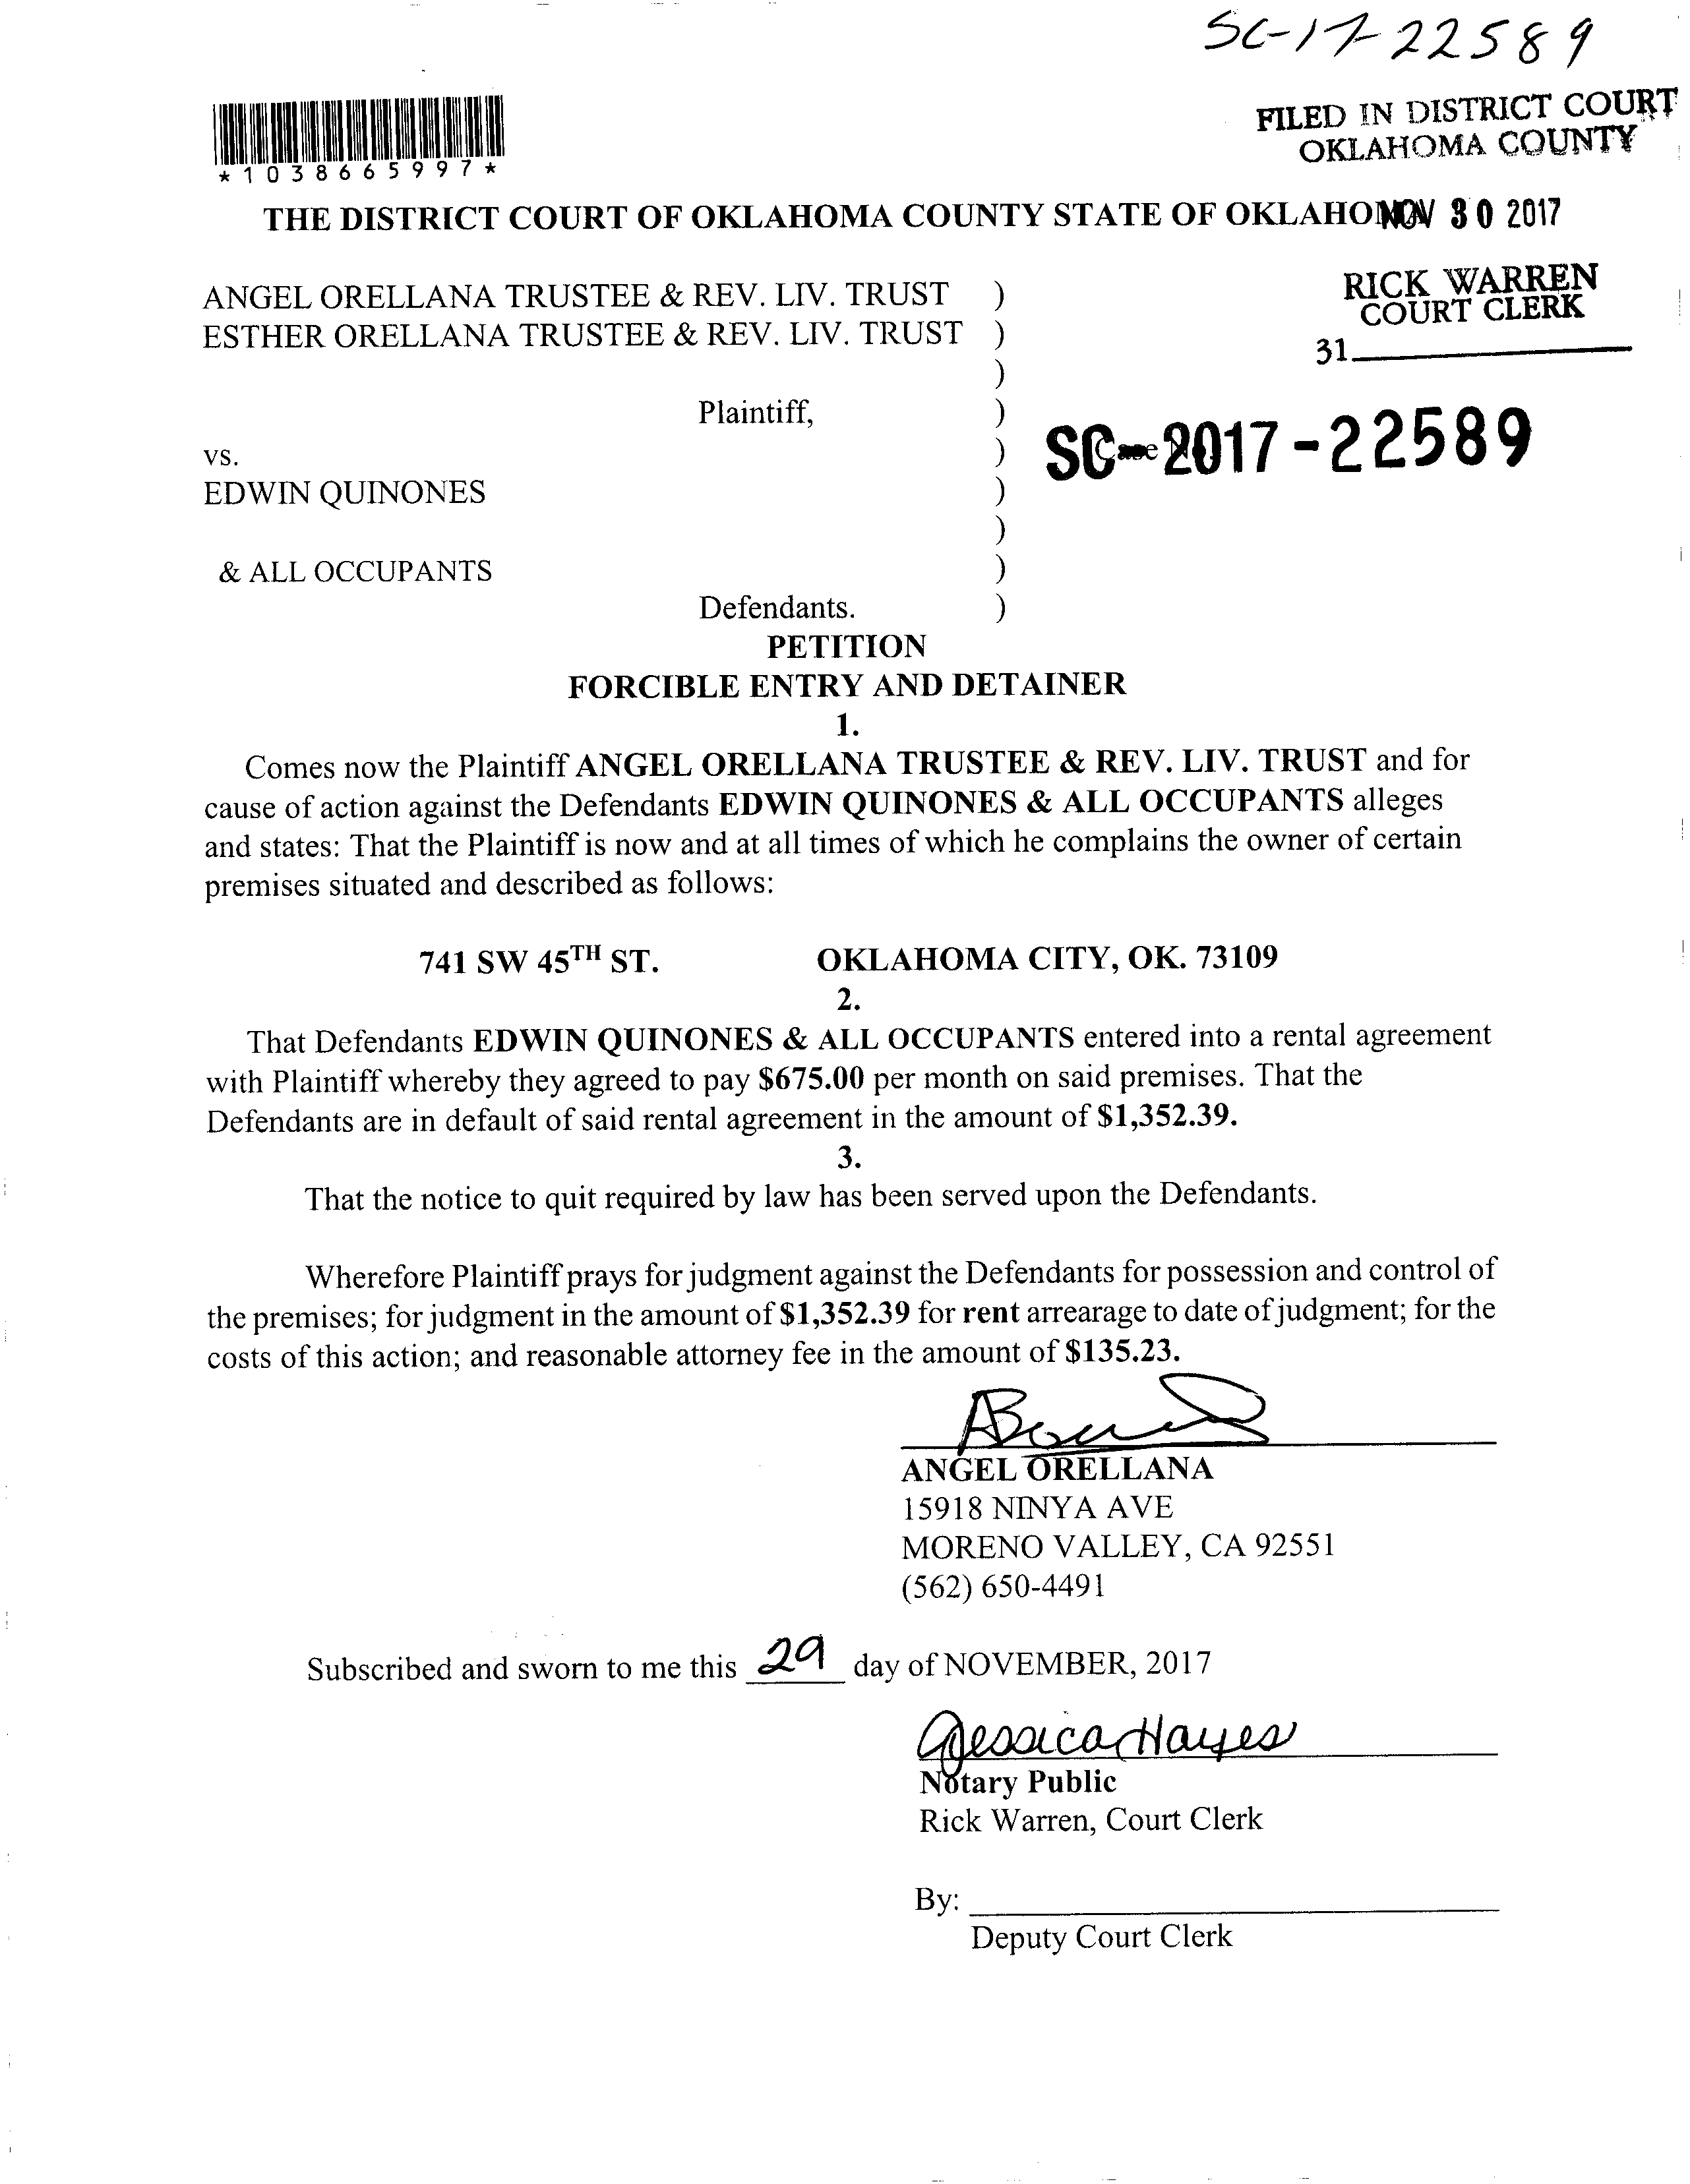 SC-17-22589
*1038665997*
FILED IN DISTRICT COURT
OKLAHOMA COUNTY
THE DISTRICT COURT OF OKLAHOMA COUNTY STATE OF OKLAHO
NOV 30 2017
ANGEL ORELLANA TRUSTEE & REV. LIV. TRUST )
ESTHER ORELLANA TRUSTEE & REV. LIV. TRUST )
)
RICK WARREN
COURT CLERK
31
Plaintiff, )
vs. )
SC-2017-22589
EDWIN QUINONES )
)
& ALL OCCUPANTS )
Defendants. )
PETITION
FORCIBLE ENTRY AND DETAINER
1.
Comes now the Plaintiff ANGEL ORELLANA TRUSTEE & REV. LIV. TRUST and for
cause of action against the Defendants EDWIN QUINONES & ALL OCCUPANTS alleges
and states: That the Plaintiff is now and at all times of which he complains the owner of certain
premises situated and described as follows:
741 SW 45TH ST. OKLAHOMA CITY, OK. 73109
2.
That Defendants EDWIN QUINONES & ALL OCCUPANTS entered into a rental agreement
with Plaintiff whereby they agreed to pay $675.00 per month on said premises. That the
Defendants are in default of said rental agreement in the amount of $1,352.39.
3.
That the notice to quit required by law has been served upon the Defendants.
Wherefore Plaintiff prays for judgment against the Defendants for possession and control of
the premises; for judgment in the amount of $1,352.39 for rent arrearage to date of judgment; for the
costs of this action; and reasonable attorney fee in the amount of $135.23.
ANGEL ORELLANA
15918 NINYA AVE
MORENO VALLEY, CA 92551
(562) 650-4491
Subscribed and sworn to me this 29 day of NOVEMBER, 2017
Jessica Hayes
Notary Public
Rick Warren, Court Clerk
By:
Deputy Court Clerk